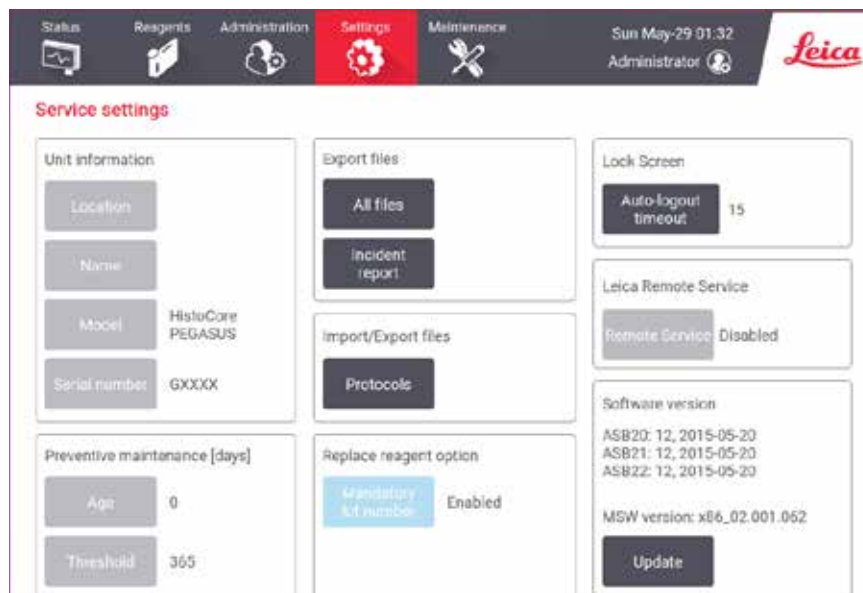 Status Reagents Administration Settings Maintenance
Sun May-29 01:32
Administrator
Leica
Service settings
Unit information
Location
Name
Model HistoCore
PEGASUS
Serial number GXXXX
Preventive maintenance [days]
Age 0
Threshold 365
Export files
All files
Incident
report
Import/Export files
Protocols
Replace reagent option
Mandatory
lot number Enabled
Lock Screen
Auto-logout
timeout 15
Leica Remote Service
Remote Service Disabled
Software version
ASB20: 12, 2015-05-20
ASB21: 12, 2015-05-20
ASB22: 12, 2015-05-20
MSW version: x86_02.001.062
Update